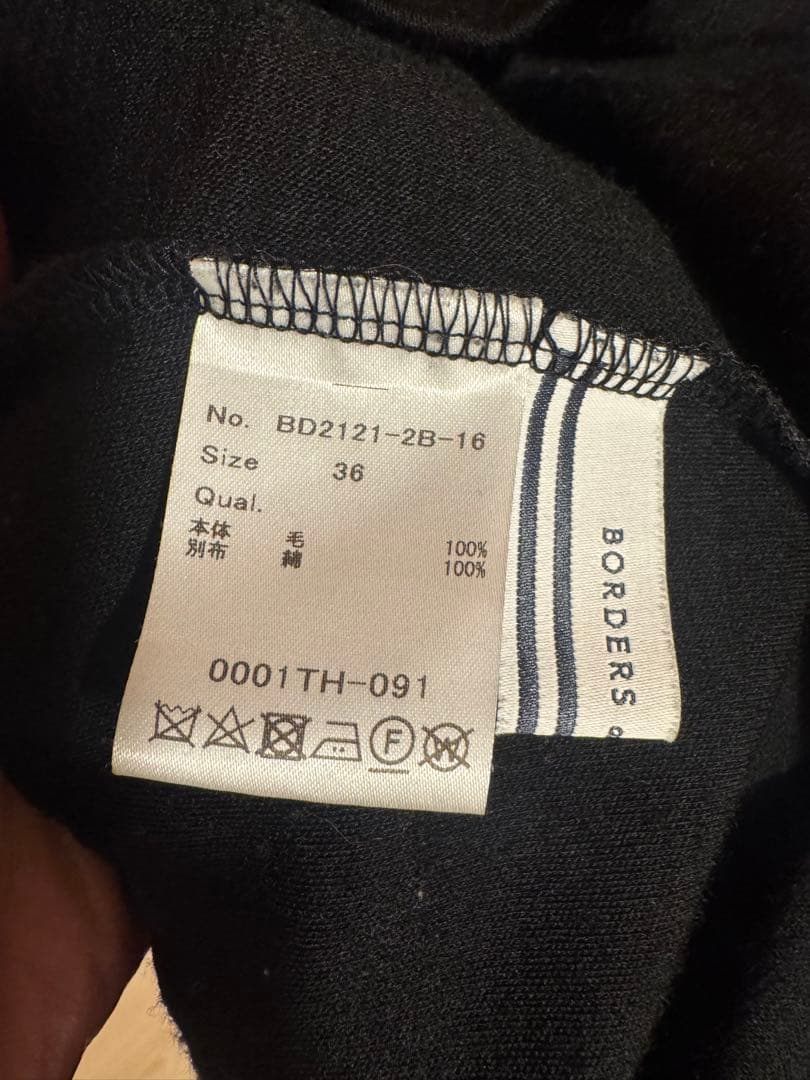 No. BD2121-2B-16
Size 36
Qual.
本体 毛 100%
別布 綿 100%
0001TH-091
F W
BORDERS